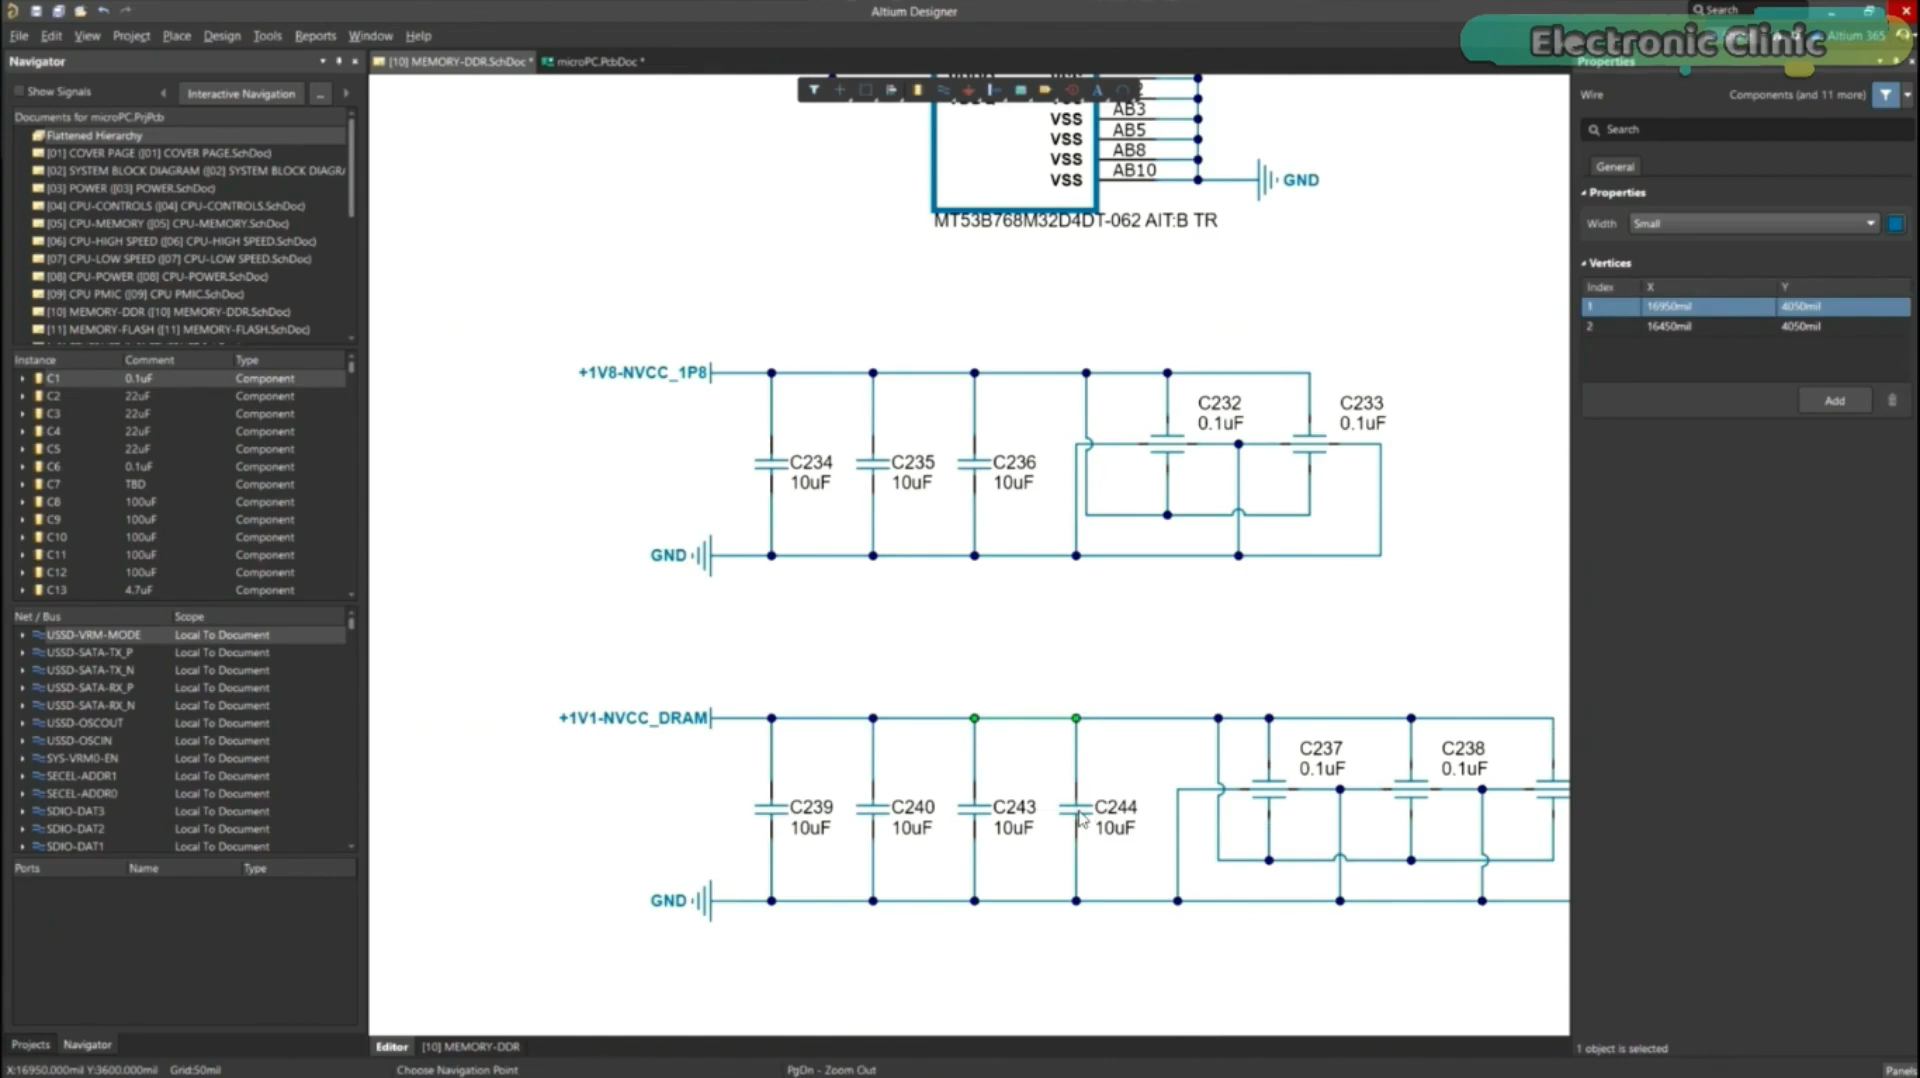 Altium Designer
Search
File Edit View Project Place Design Tools Reports Window Help
Altium 365
Electronic Clinic
Navigator
[10] MEMORY-DDR.SchDoc *
microPC.PcbDoc *
Properties
Show Signals
Interactive Navigation
...
Wire
Components (and 11 more)
Documents for microPC.PrjPcb
Flattened Hierarchy
[01] COVER PAGE ([01] COVER PAGE.SchDoc)
[02] SYSTEM BLOCK DIAGRAM ([02] SYSTEM BLOCK DIAGRA
[03] POWER ([03] POWER.SchDoc)
[04] CPU-CONTROLS ([04] CPU-CONTROLS.SchDoc)
[05] CPU-MEMORY ([05] CPU-MEMORY.SchDoc)
[06] CPU-HIGH SPEED ([06] CPU-HIGH SPEED.SchDoc)
[07] CPU-LOW SPEED ([07] CPU-LOW SPEED.SchDoc)
[08] CPU-POWER ([08] CPU-POWER.SchDoc)
[09] CPU PMIC ([09] CPU PMIC.SchDoc)
[10] MEMORY-DDR ([10] MEMORY-DDR.SchDoc)
[11] MEMORY-FLASH ([11] MEMORY-FLASH.SchDoc)
Instance Comment Type
C1 0.1uF Component
C2 22uF Component
C3 22uF Component
C4 22uF Component
C5 22uF Component
C6 0.1uF Component
C7 TBD Component
C8 100uF Component
C9 100uF Component
C10 100uF Component
C11 100uF Component
C12 100uF Component
C13 4.7uF Component
Net / Bus Scope
USSD-VRM-MODE Local To Document
USSD-SATA-TX_P Local To Document
USSD-SATA-TX_N Local To Document
USSD-SATA-RX_P Local To Document
USSD-SATA-RX_N Local To Document
USSD-OSCOUT Local To Document
USSD-OSCIN Local To Document
SYS-VRM0-EN Local To Document
SECEL-ADDR1 Local To Document
SECEL-ADDR0 Local To Document
SDIO-DAT3 Local To Document
SDIO-DAT2 Local To Document
SDIO-DAT1 Local To Document
Ports Name Type
Projects Navigator
VSS AB3
VSS AB5
VSS AB8
VSS AB10
GND
MT53B768M32D4DT-062 AIT:B TR
+1V8-NVCC_1P8
C232
0.1uF
C233
0.1uF
C234
10uF
C235
10uF
C236
10uF
GND
+1V1-NVCC_DRAM
C237
0.1uF
C238
0.1uF
C239
10uF
C240
10uF
C243
10uF
C244
10uF
GND
Search
General
Properties
Width Small
Vertices
Index X Y
1 16950mil 4050mil
2 16450mil 4050mil
Add
Editor [10] MEMORY-DDR
1 object is selected
X:16950.000mil Y:3600.000mil Grid:50mil
Choose Navigation Point
PgDn - Zoom Out
Panels